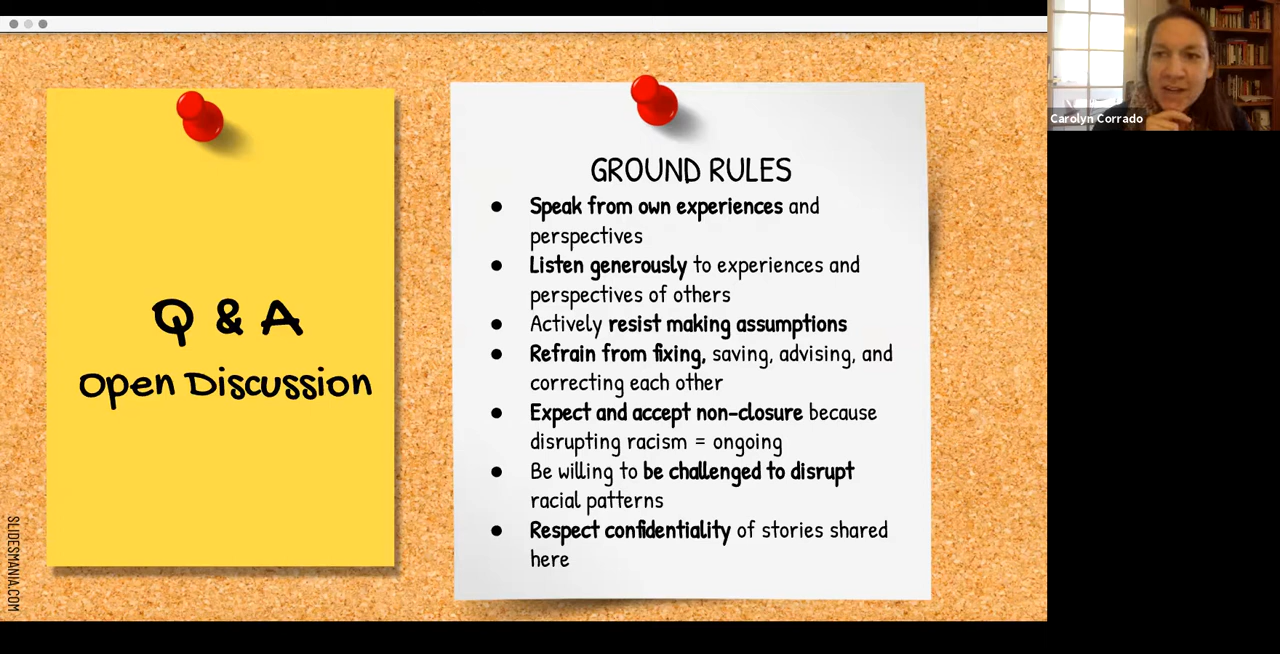 Q & A
Open Discussion
GROUND RULES
● Speak from own experiences and
perspectives
● Listen generously to experiences and
perspectives of others
● Actively resist making assumptions
● Refrain from fixing, saving, advising, and
correcting each other
● Expect and accept non-closure because
disrupting racism = ongoing
● Be willing to be challenged to disrupt
racial patterns
● Respect confidentiality of stories shared
here
SLIDESMANIA.COM
Carolyn Corrado